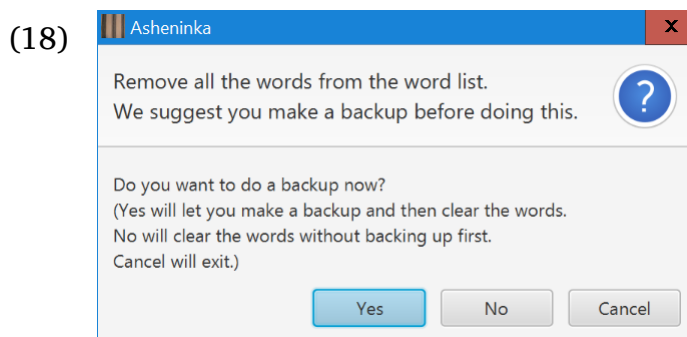 (18)
Asheninka
x
Remove all the words from the word list.
We suggest you make a backup before doing this.
?
Do you want to do a backup now?
(Yes will let you make a backup and then clear the words.
No will clear the words without backing up first.
Cancel will exit.)
Yes No Cancel